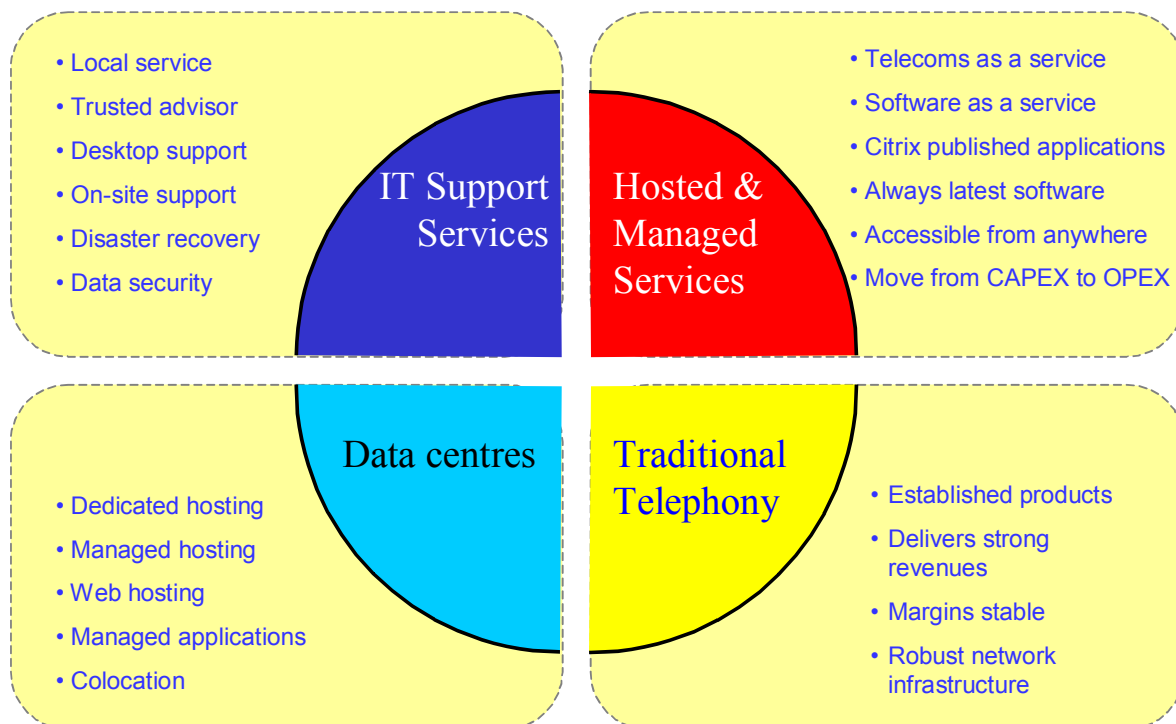 • Local service
• Trusted advisor
• Desktop support
• On-site support
• Disaster recovery
• Data security
IT Support
Services
Hosted &
Managed
Services
• Telecoms as a service
• Software as a service
• Citrix published applications
• Always latest software
• Accessible from anywhere
• Move from CAPEX to OPEX
Data centres
• Dedicated hosting
• Managed hosting
• Web hosting
• Managed applications
• Colocation
Traditional
Telephony
• Established products
• Delivers strong
revenues
• Margins stable
• Robust network
infrastructure